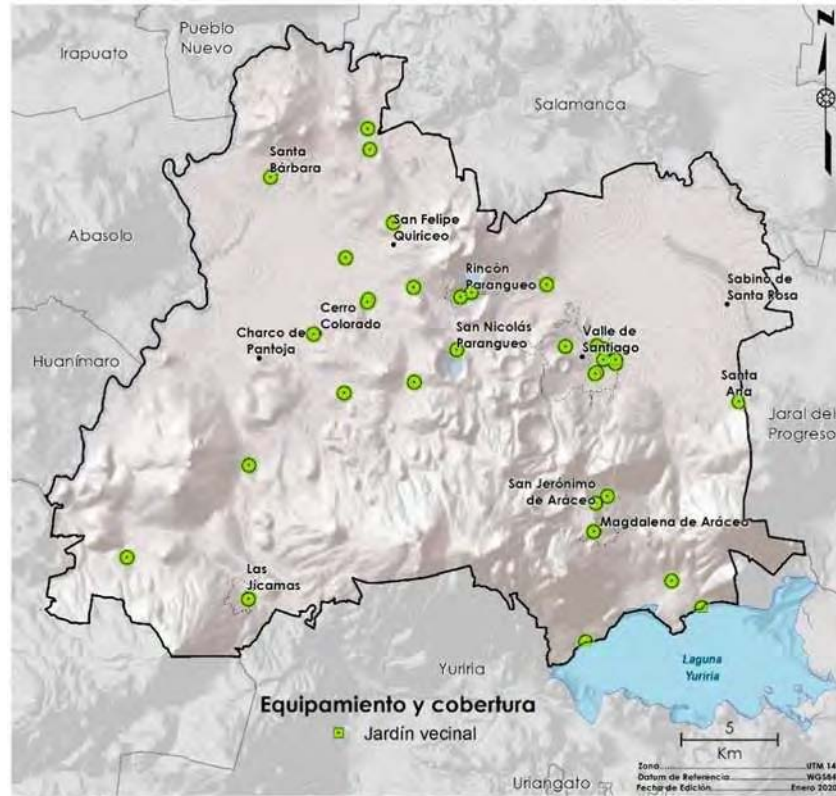 Pueblo
Nuevo
Irapuato
Salamanca
Santa
Bárbara
Abasolo
San Felipe
Quiriceo
Rincón
Parangueo
Sabino de
Santa Rosa
Cerro
Colorado
Charco de
Pantoja
San Nicolás
Parangueo
Valle de
Santiago
Huanímaro
Santa
Ana
Jaral del
Progreso
San Jerónimo
de Aráceo
Magdalena de Aráceo
Las
Jícamas
Laguna
Yuriria
Yuriria
Equipamiento y cobertura
Jardín vecinal
5
Km
Uriangato
Zona UTM 14
Datum de Referencia WGS84
Fecha de Edición Enero 2020